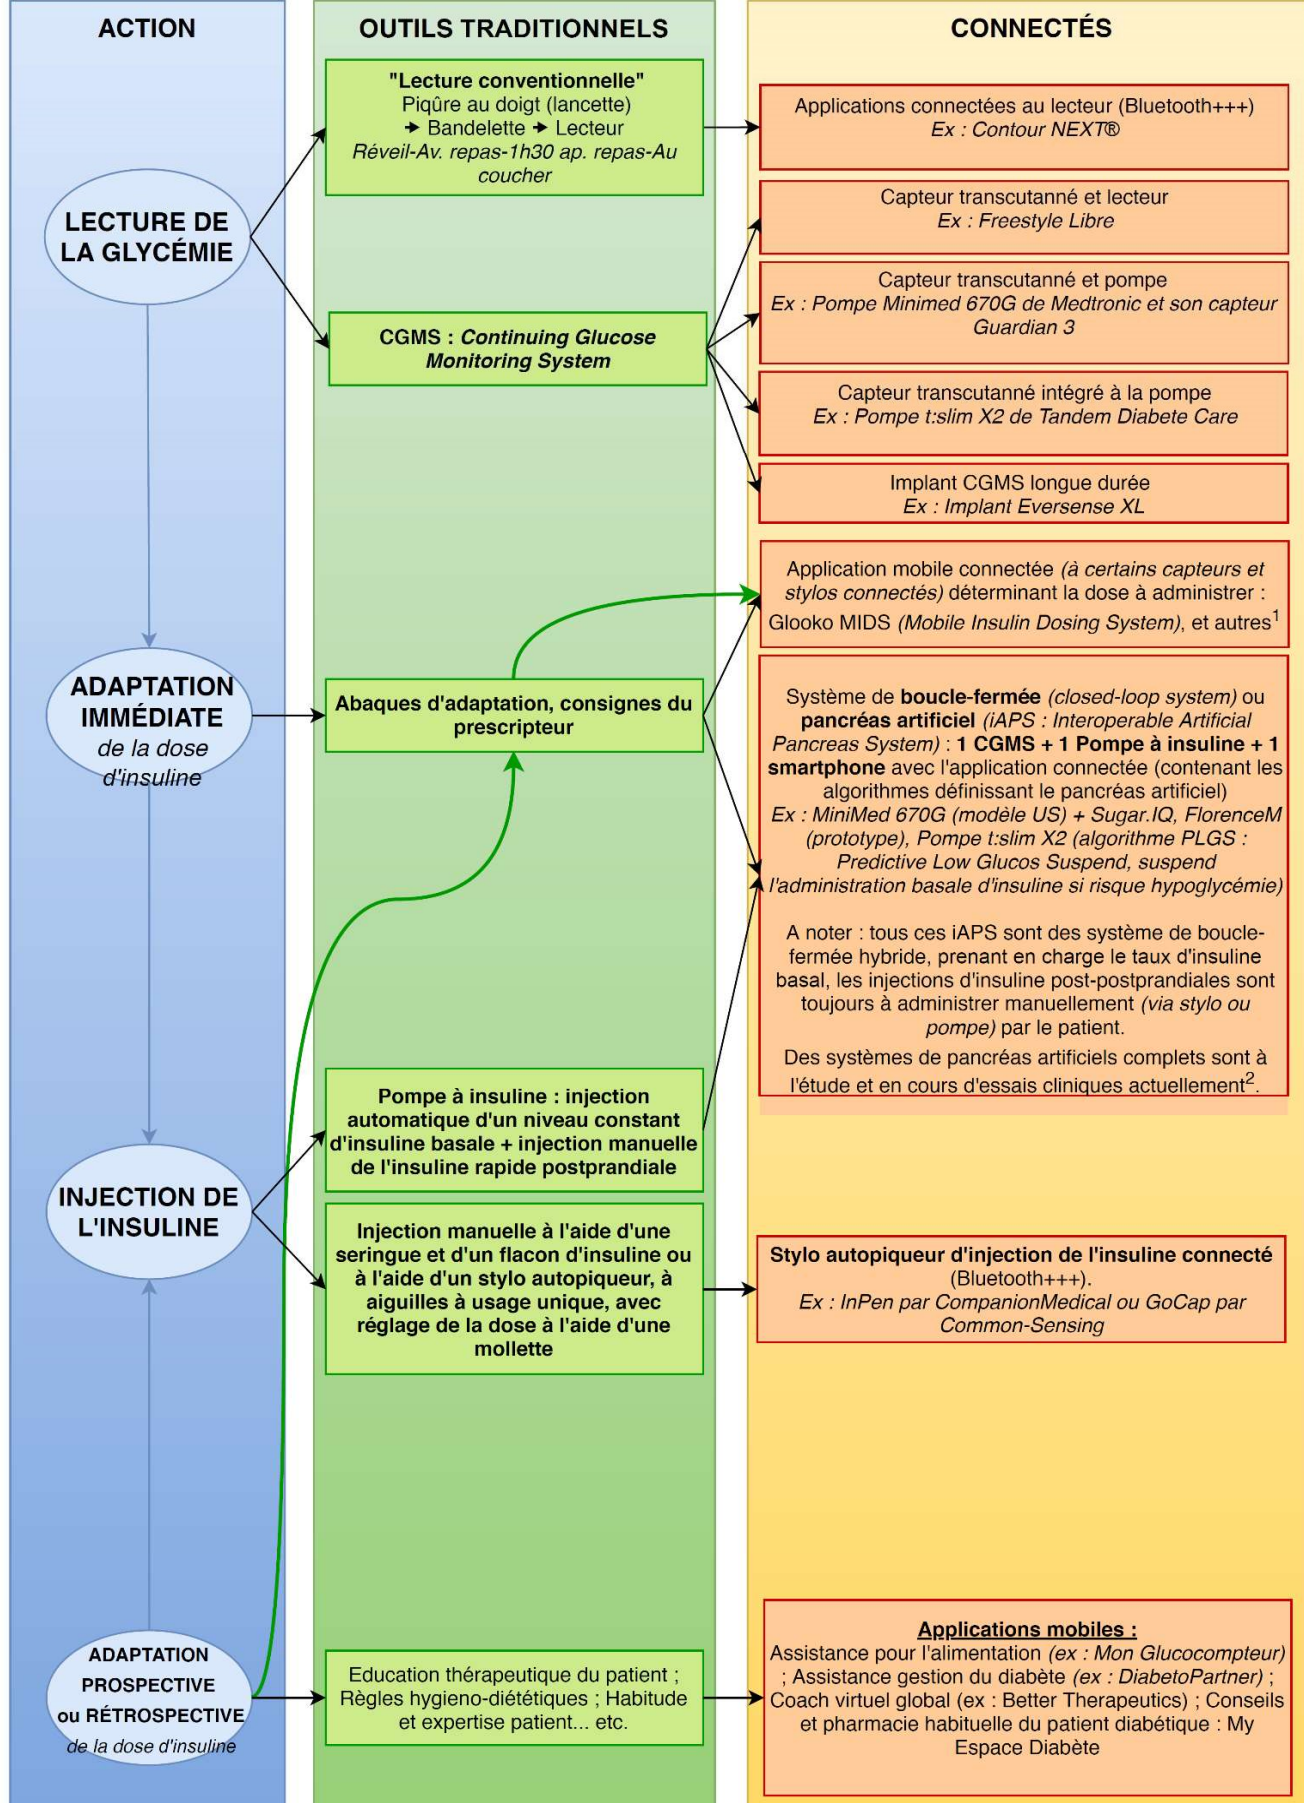 ACTION
OUTILS TRADITIONNELS
CONNECTÉS
LECTURE DE
LA GLYCÉMIE
"Lecture conventionnelle"
Piqûre au doigt (lancette)
➔ Bandelette ➔ Lecteur
Réveil-Av. repas-1h30 ap. repas-Au
coucher
Applications connectées au lecteur (Bluetooth+++)
Ex : Contour NEXT®
CGMS : Continuing Glucose
Monitoring System
Capteur transcutanné et lecteur
Ex : Freestyle Libre
Capteur transcutanné et pompe
Ex : Pompe Minimed 670G de Medtronic et son capteur
Guardian 3
Capteur transcutanné intégré à la pompe
Ex : Pompe t:slim X2 de Tandem Diabete Care
Implant CGMS longue durée
Ex : Implant Eversense XL
ADAPTATION
IMMÉDIATE
de la dose
d'insuline
Abaques d'adaptation, consignes du
prescripteur
Application mobile connectée (à certains capteurs et
stylos connectés) déterminant la dose à administrer :
Glooko MIDS (Mobile Insulin Dosing System), et autres¹
Système de boucle-fermée (closed-loop system) ou
pancréas artificiel (iAPS : Interoperable Artificial
Pancreas System) : 1 CGMS + 1 Pompe à insuline + 1
smartphone avec l'application connectée (contenant les
algorithmes définissant le pancréas artificiel)
Ex : MiniMed 670G (modèle US) + Sugar.IQ, FlorenceM
(prototype), Pompe t:slim X2 (algorithme PLGS :
Predictive Low Glucos Suspend, suspend
l'administration basale d'insuline si risque hypoglycémie)
A noter : tous ces iAPS sont des système de boucle-
fermée hybride, prenant en charge le taux d'insuline
basal, les injections d'insuline post-postprandiales sont
toujours à administrer manuellement (via stylo ou
pompe) par le patient.
Des systèmes de pancréas artificiels complets sont à
l'étude et en cours d'essais cliniques actuellement².
INJECTION DE
L'INSULINE
Pompe à insuline : injection
automatique d'un niveau constant
d'insuline basale + injection manuelle
de l'insuline rapide postprandiale
Injection manuelle à l'aide d'une
seringue et d'un flacon d'insuline ou
à l'aide d'un stylo autopiqueur, à
aiguilles à usage unique, avec
réglage de la dose à l'aide d'une
mollette
Stylo autopiqueur d'injection de l'insuline connecté
(Bluetooth+++).
Ex : InPen par CompanionMedical ou GoCap par
Common-Sensing
ADAPTATION
PROSPECTIVE
ou RÉTROSPECTIVE
de la dose d'insuline
Education thérapeutique du patient ;
Règles hygieno-diététiques ; Habitude
et expertise patient... etc.
Applications mobiles :
Assistance pour l'alimentation (ex : Mon Glucocompteur)
; Assistance gestion du diabète (ex : DiabetoPartner) ;
Coach virtuel global (ex : Better Therapeutics) ; Conseils
et pharmacie habituelle du patient diabétique : My
Espace Diabète